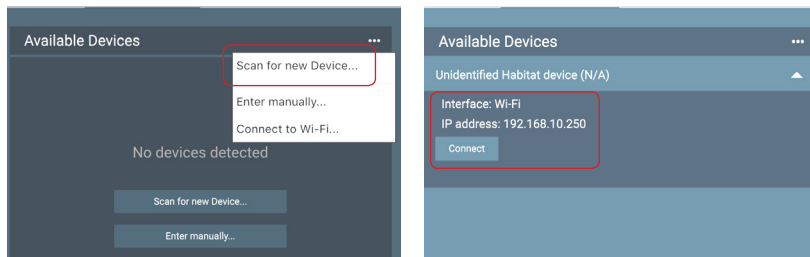 Available Devices
...
Scan for new Device...
Enter manually...
Connect to Wi-Fi...
No devices detected
Scan for new Device...
Enter manually...
Available Devices
...
Unidentified Habitat device (N/A)
Interface: Wi-Fi
IP address: 192.168.10.250
Connect